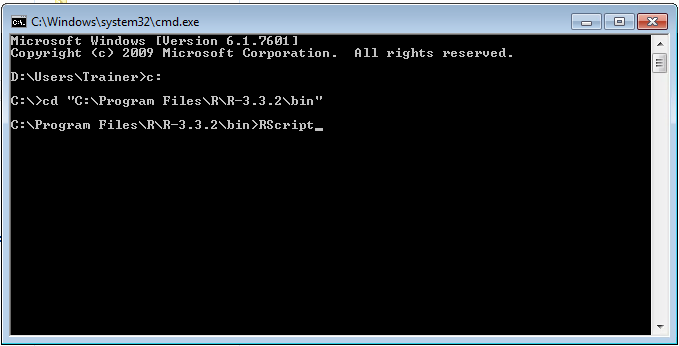 C:\Windows\system32\cmd.exe
Microsoft Windows [Version 6.1.7601]
Copyright (c) 2009 Microsoft Corporation.  All rights reserved.
D:\Users\Trainer>c:
C:\>cd "C:\Program Files\R\R-3.3.2\bin"
C:\Program Files\R\R-3.3.2\bin>RScript_